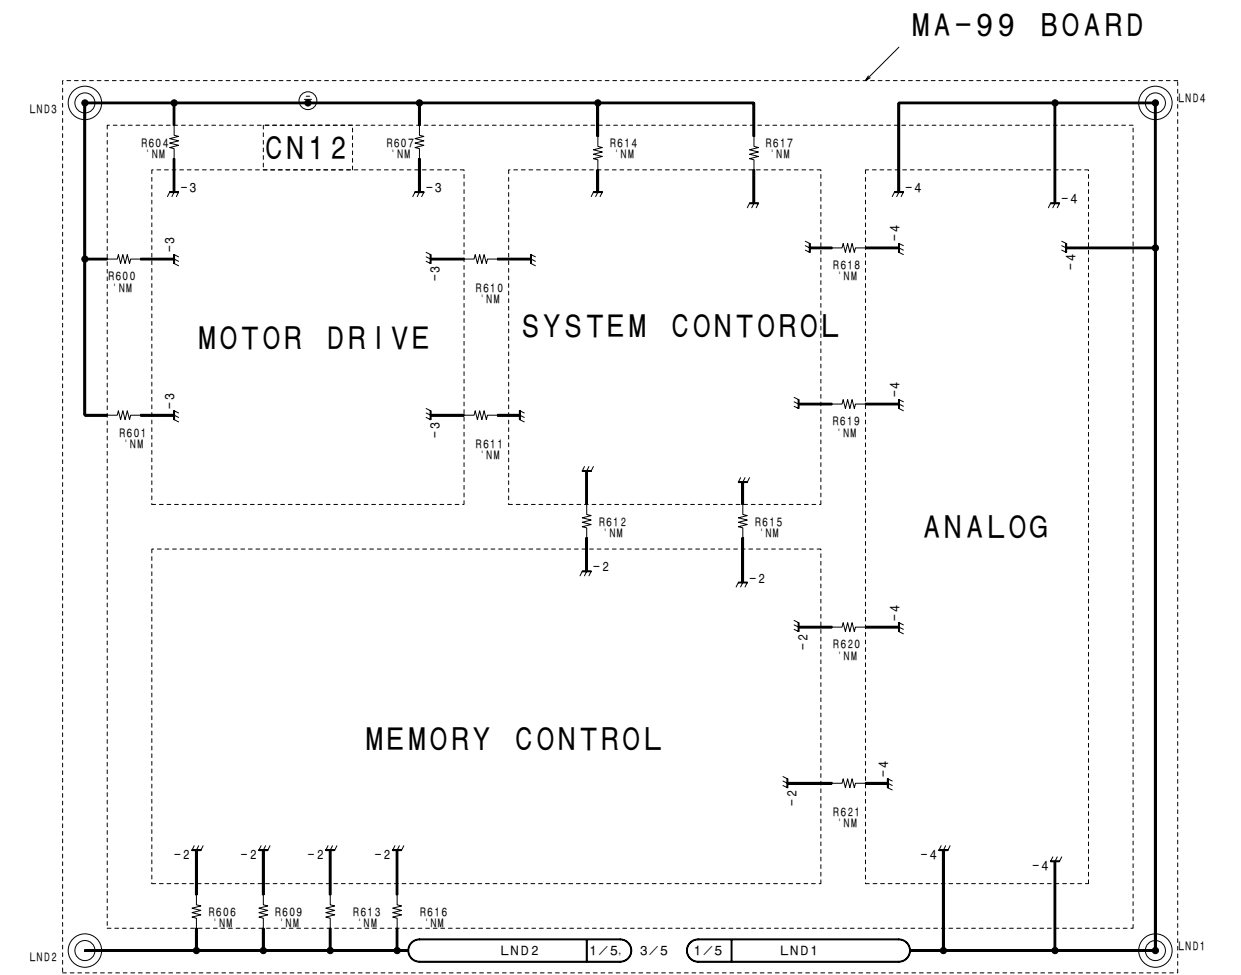 MA-99 BOARD
LND3
LND4
R604
'NM
CN12
R607
'NM
R614
'NM
R617
'NM
-3
-3
-4
-4
-3
R600
'NM
-3
R610
'NM
-4
R618
'NM
-4
MOTOR DRIVE
SYSTEM CONTOROL
-3
R601
'NM
-3
R611
'NM
-4
R619
'NM
R612
'NM
R615
'NM
ANALOG
-2
-2
-2
R620
'NM
-4
MEMORY CONTROL
-2
R621
'NM
-4
-2
-2
-2
-2
-4
-4
R606
'NM
R609
'NM
R613
'NM
R616
'NM
LND2
LND2
1/5
3/5
1/5
LND1
LND1